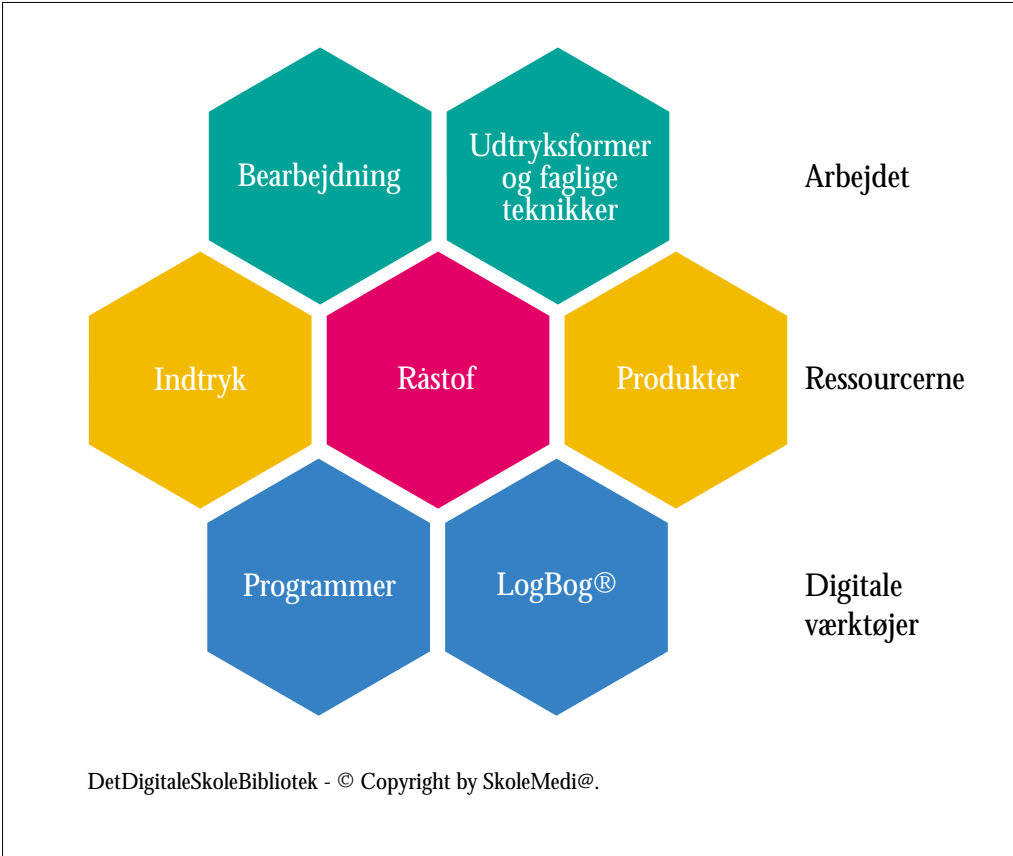 Bearbejdning
Udtryksformer
og faglige
teknikker
Arbejdet
Indtryk
Råstof
Produkter
Ressourcerne
Programmer
LogBog®
Digitale
værktøjer
DetDigitaleSkoleBibliotek - © Copyright by SkoleMedi@.